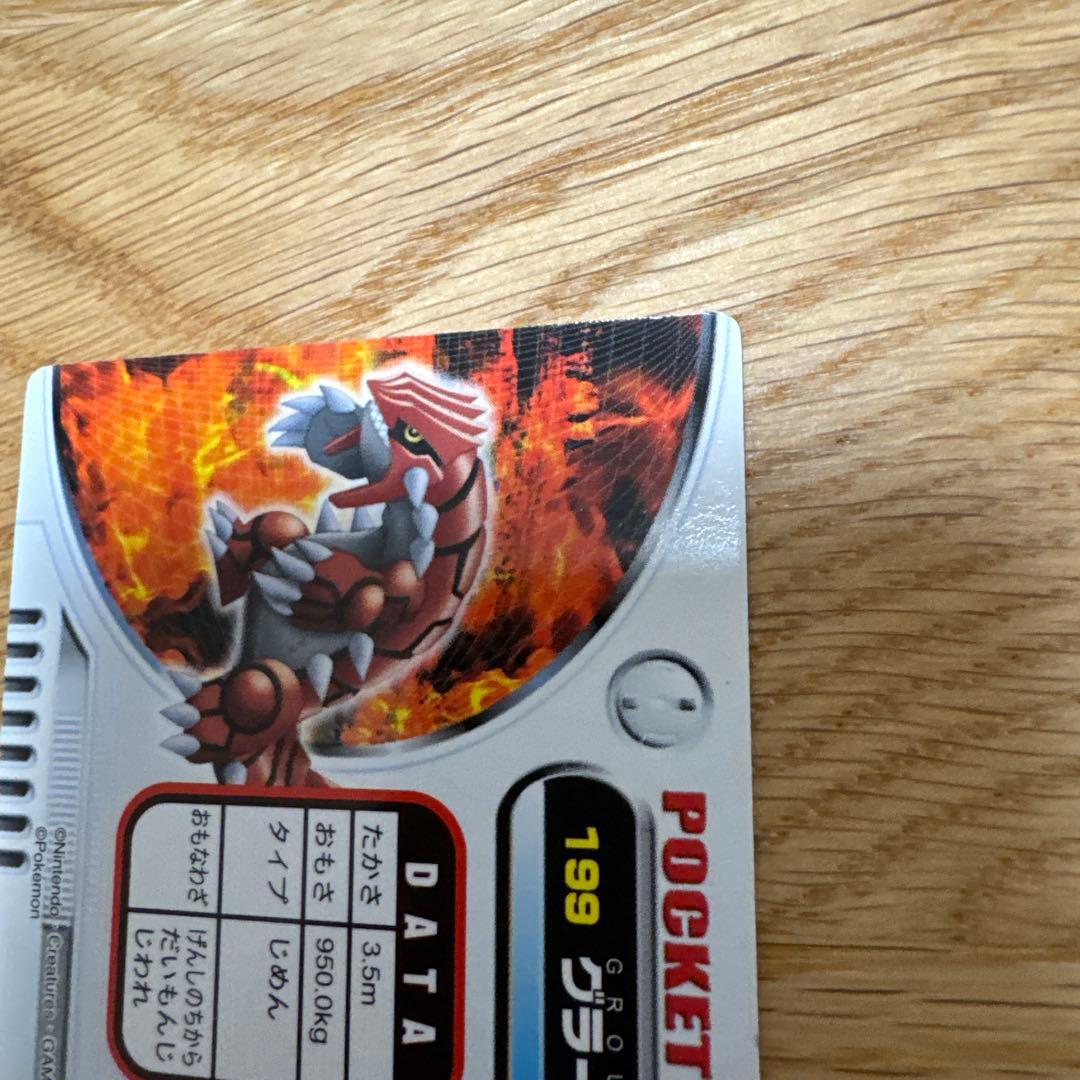 POCKET
199 グラー
GROU
DATA
たかさ 3.5m
おもさ 950.0kg
タイプ じめん
おもなわざ げんしのちから
だいもんじ
じわれ
©Nintendo・Creatures・GAM
©Pokémon